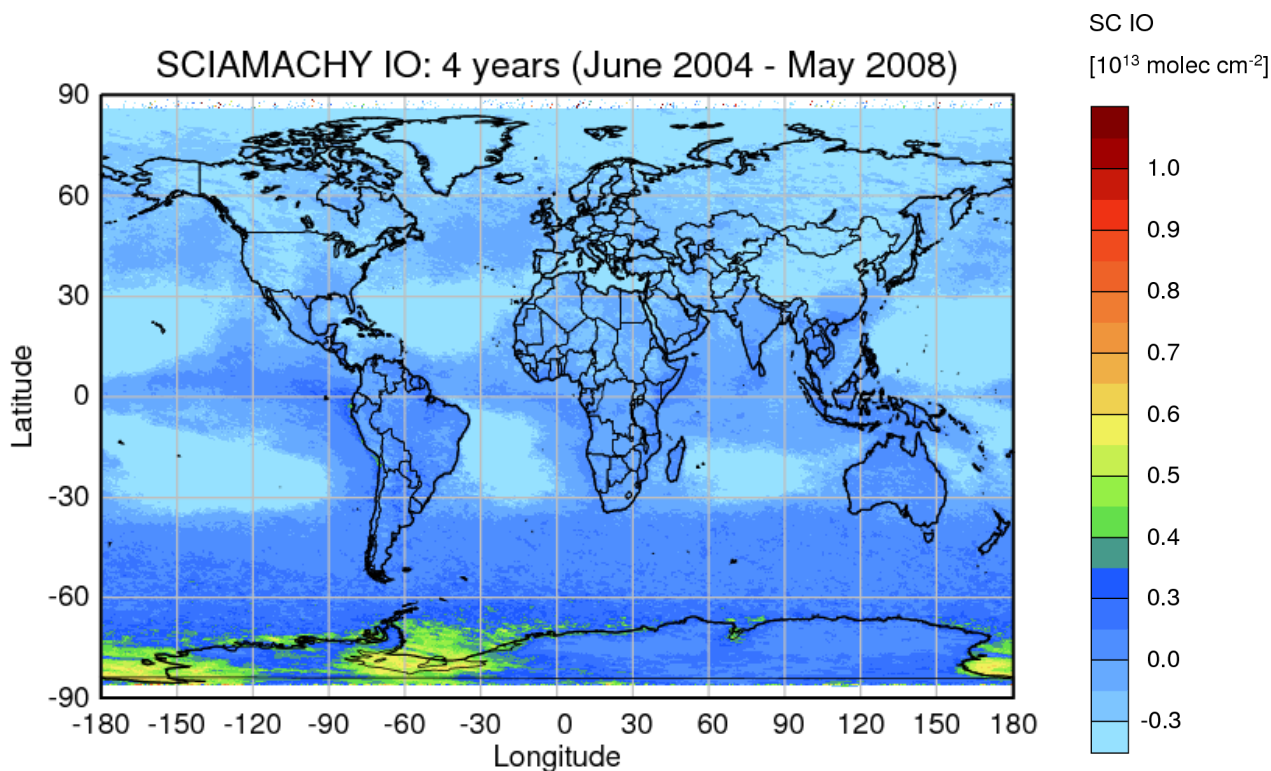 SC IO
[10¹³ molec cm⁻²]
SCIAMACHY IO: 4 years (June 2004 - May 2008)
90
60
30
0
-30
-60
-90
Latitude
-180 -150 -120 -90 -60 -30 0 30 60 90 120 150 180
Longitude
1.0
0.9
0.8
0.7
0.6
0.5
0.4
0.3
0.0
-0.3